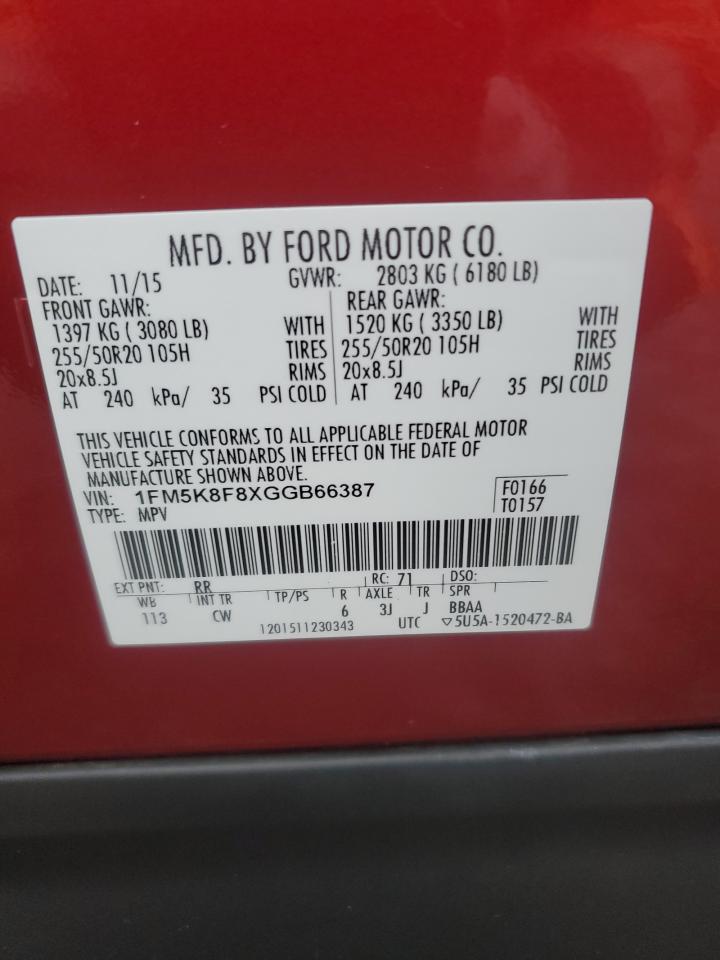 MFD. BY FORD MOTOR CO.
DATE: 11/15 GVWR: 2803 KG ( 6180 LB)
FRONT GAWR: REAR GAWR:
1397 KG ( 3080 LB) WITH 1520 KG ( 3350 LB) WITH
255/50R20 105H TIRES 255/50R20 105H TIRES
20x8.5J RIMS 20x8.5J RIMS
AT 240 kPa/ 35 PSI COLD AT 240 kPa/ 35 PSI COLD
THIS VEHICLE CONFORMS TO ALL APPLICABLE FEDERAL MOTOR
VEHICLE SAFETY STANDARDS IN EFFECT ON THE DATE OF
MANUFACTURE SHOWN ABOVE.
VIN: 1FM5K8F8XGGB66387 F0166
TYPE: MPV T0157
EXT PNT: RR RC: 71 DSO:
WB INT TR TP/PS R AXLE TR SPR
113 CW 6 3J J BBAA
1201511230343 UTC ▽5U5A-1520472-BA